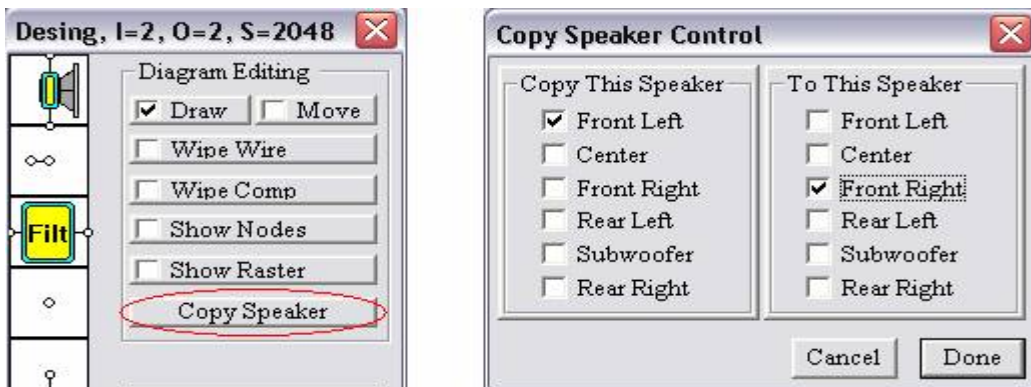 Desing, I=2, O=2, S=2048
Diagram Editing
Draw Move
Wipe Wire
Wipe Comp
Filt
Show Nodes
Show Raster
Copy Speaker
Copy Speaker Control
Copy This Speaker
Front Left
Center
Front Right
Rear Left
Subwoofer
Rear Right
To This Speaker
Front Left
Center
Front Right
Rear Left
Subwoofer
Rear Right
Cancel Done